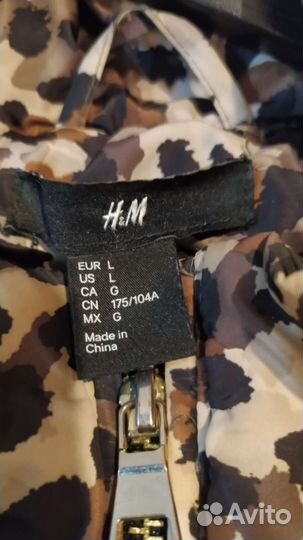 H&M
EUR L
US L
CA G
CN 175/104A
MX G
Made in
China
Avito